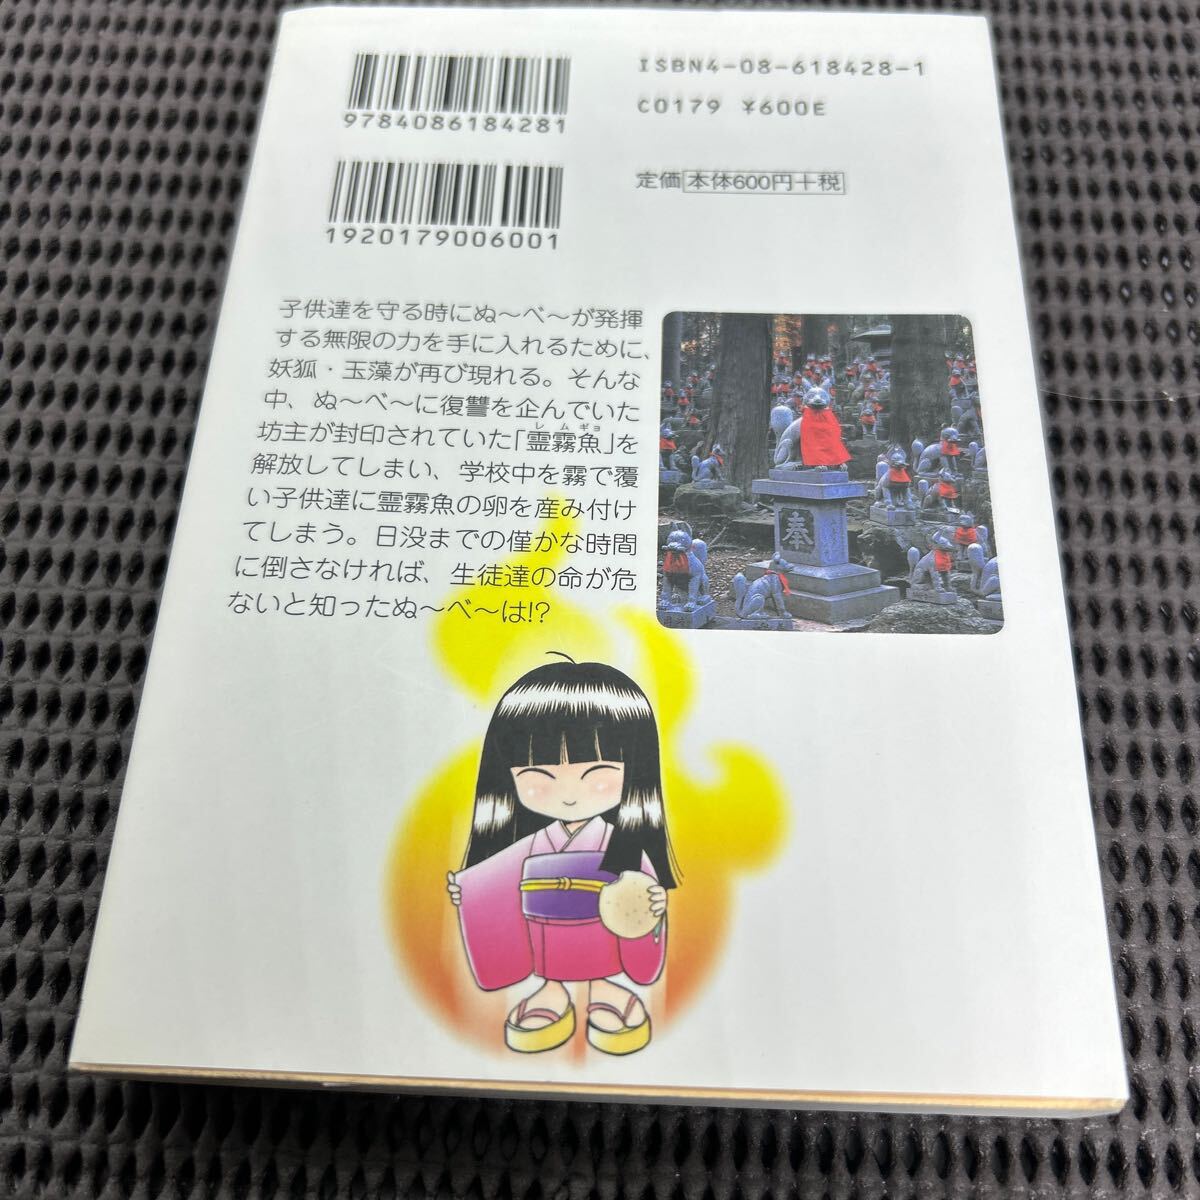 9784086184281
ISBN4-08-618428-1
C0179 ¥600E
1920179006001
定価 本体600円+税
子供達を守る時にぬ～べ～が発揮
する無限の力を手に入れるために、
妖狐・玉藻が再び現れる。そんな
中、ぬ～べ～に復讐を企んでいた
レムギョ
坊主が封印されていた「霊霧魚」を
解放してしまい、学校中を霧で覆
い子供達に霊霧魚の卵を産み付け
てしまう。日没までの僅かな時間
に倒さなければ、生徒達の命が危
ないと知ったぬ～べ～は!?
奉